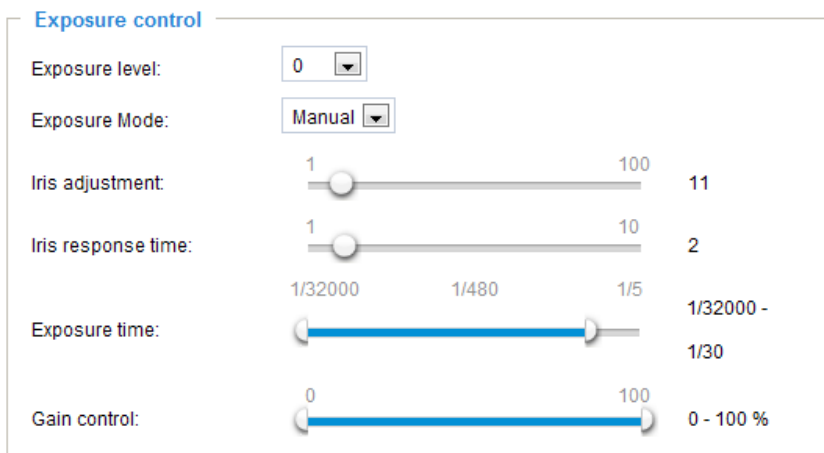 Exposure control
Exposure level: 0
Exposure Mode: Manual
1 100
Iris adjustment: 11
1 10
Iris response time: 2
1/32000 1/480 1/5
Exposure time: 1/32000 -
1/30
0 100
Gain control: 0 - 100 %